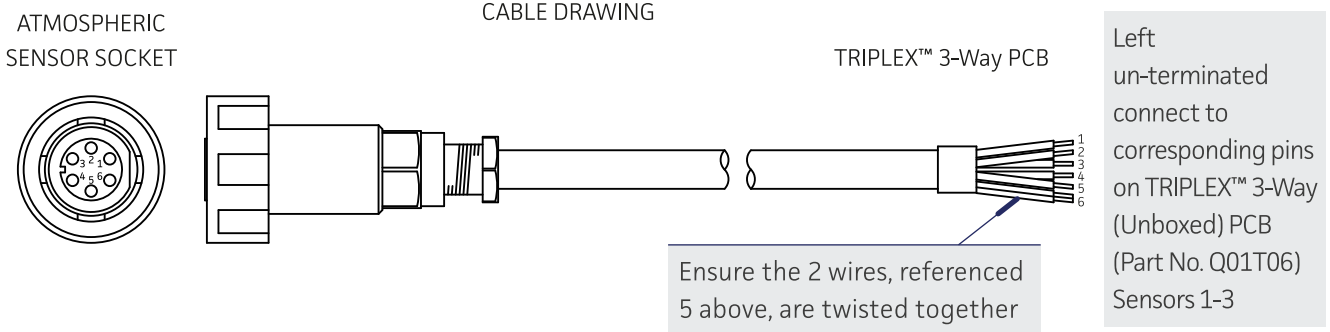 CABLE DRAWING
ATMOSPHERIC
SENSOR SOCKET
3 2 1
4 5 6
TRIPLEX™ 3-Way PCB
1
2
3
4
5
6
Left
un-terminated
connect to
corresponding pins
on TRIPLEX™ 3-Way
(Unboxed) PCB
(Part No. Q01T06)
Sensors 1-3
Ensure the 2 wires, referenced
5 above, are twisted together